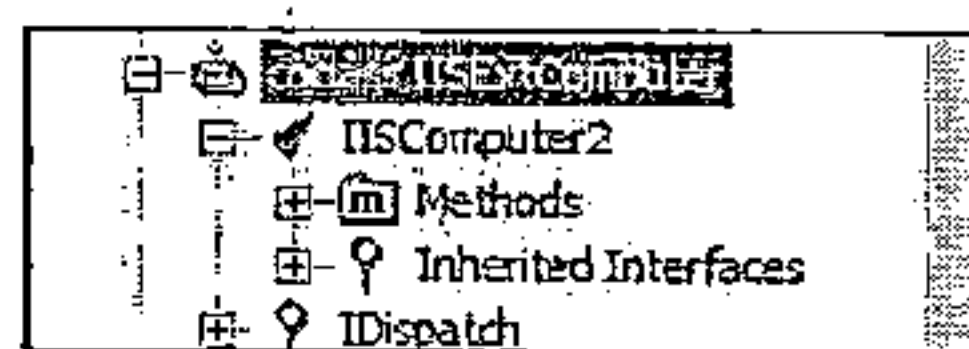 IISComputer2
m Methods
Inherited Interfaces
IDispatch